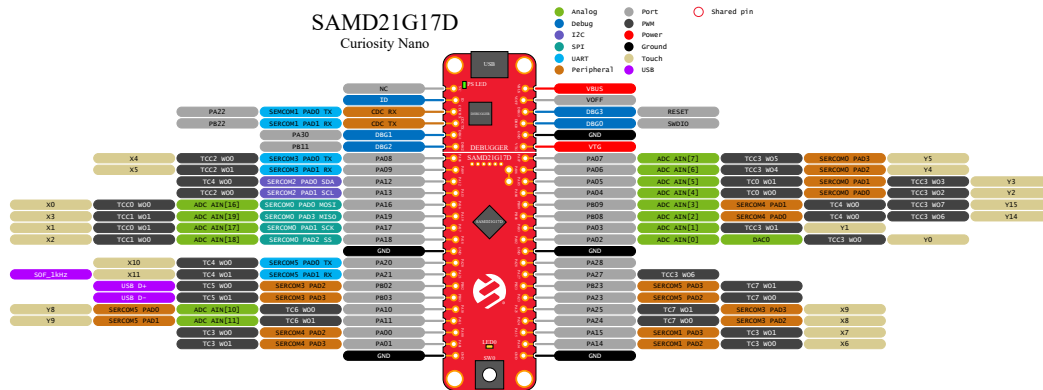 SAMD21G17D
Curiosity Nano
Analog Port Shared pin
Debug PWM
I2C Power
SPI Ground
UART Touch
Peripheral USB
USB
PS LED
NC VBUS
ID VOFF
PA22 SEMCOM1 PAD0 TX CDC RX DBG3 RESET
PB22 SERCOM1 PAD1 RX CDC TX DBG0 SWDIO
PA30 DBG1 GND
PB11 DBG2 VTG
DEBUGGER
SAMD21G17D
X4 TCC2 WO0 SERCOM3 PAD0 TX PA08 PA07 ADC AIN[7] TCC3 WO5 SERCOM0 PAD3 Y5
X5 TCC2 WO1 SERCOM3 PAD1 RX PA09 PA06 ADC AIN[6] TCC3 WO4 SERCOM0 PAD2 Y4
TC4 WO0 SERCOM2 PAD0 SDA PA12 PA05 ADC AIN[5] TC0 WO1 SERCOM0 PAD1 TCC3 WO3 Y3
TCC2 WO1 SERCOM2 PAD1 SCL PA13 PA04 ADC AIN[4] TC0 WO0 SERCOM0 PAD0 TCC3 WO2 Y2
X0 TCC0 WO0 ADC AIN[16] SERCOM0 PAD0 MOSI PA16 PB09 ADC AIN[3] SERCOM4 PAD1 TC4 WO0 TCC3 WO7 Y15
X3 TCC1 WO1 ADC AIN[19] SERCOM0 PAD3 MISO PA19 PB08 ADC AIN[2] SERCOM4 PAD0 TC4 WO0 TCC3 WO6 Y14
X1 TCC0 WO1 ADC AIN[17] SERCOM0 PAD1 SCK PA17 PA03 ADC AIN[1] TCC3 WO1 Y1
X2 TCC1 WO0 ADC AIN[18] SERCOM0 PAD2 SS PA18 PA02 ADC AIN[0] DAC0 TCC3 WO0 Y0
GND GND
X10 TC4 WO0 SERCOM5 PAD0 TX PA20 PA28
SOF_1kHz X11 TC4 WO1 SERCOM5 PAD1 RX PA21 PA27 TCC3 WO6
USB D+ TC5 WO0 SERCOM3 PAD2 PB02 PB23 SERCOM5 PAD3 TC7 WO1
USB D- TC5 WO1 SERCOM3 PAD3 PB03 PA23 SERCOM5 PAD2 TC7 WO0
Y8 SERCOM5 PAD0 ADC AIN[10] TC6 WO0 PA10 PA25 TC7 WO1 SERCOM3 PAD3 X9
Y9 SERCOM5 PAD1 ADC AIN[11] TC6 WO1 PA11 PA24 TC7 WO0 SERCOM3 PAD2 X8
TC3 WO0 SERCOM4 PAD2 PA00 PA15 SERCOM1 PAD3 TC3 WO1 X7
TC3 WO1 SERCOM4 PAD3 PA01 PA14 SERCOM1 PAD2 TC3 WO0 X6
LED0
GND GND
SW0